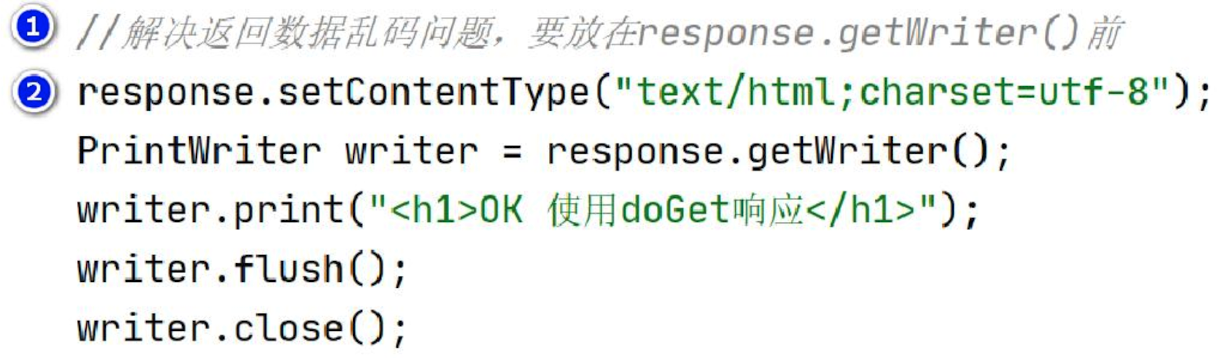 1 //解决返回数据乱码问题，要放在response.getWriter()前
2 response.setContentType("text/html;charset=utf-8");
PrintWriter writer = response.getWriter();
writer.print("<h1>OK 使用doGet响应</h1>");
writer.flush();
writer.close();